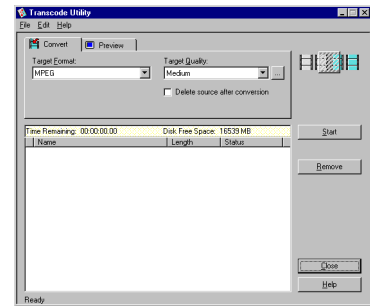 Transcode Utility
File Edit Help
Convert Preview
Target Format: Target Quality:
MPEG Medium ...
Delete source after conversion
Time Remaining: 00:00:00.00 Disk Free Space: 16539 MB
Start
Name Length Status
Remove
Close
Help
Ready